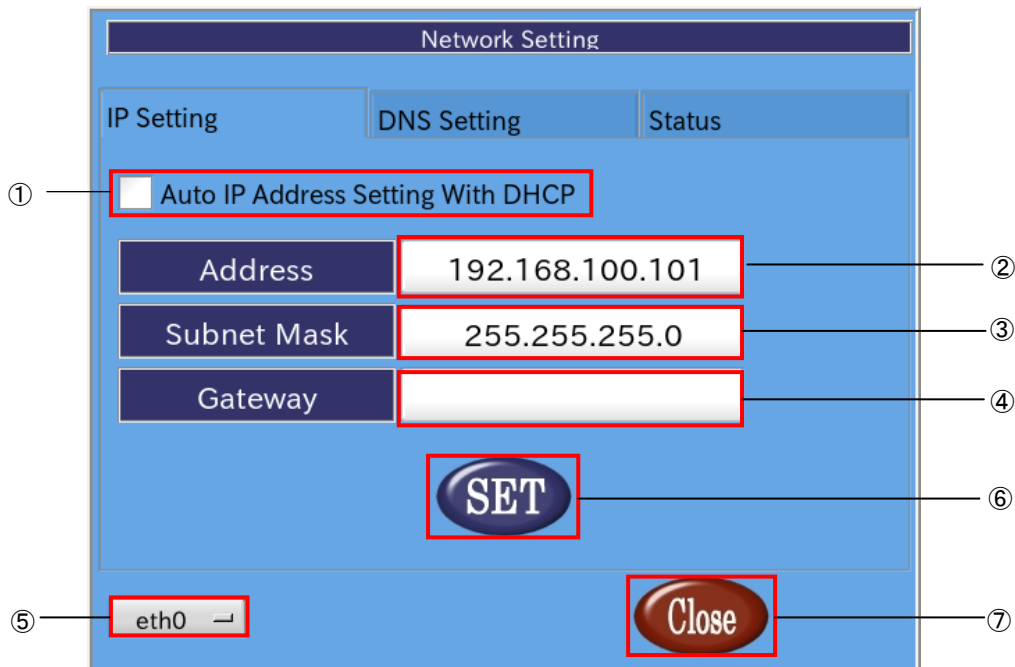 Network Setting
IP Setting DNS Setting Status
① Auto IP Address Setting With DHCP
Address 192.168.100.101 ②
Subnet Mask 255.255.255.0 ③
Gateway ④
SET ⑥
⑤ eth0 Close ⑦